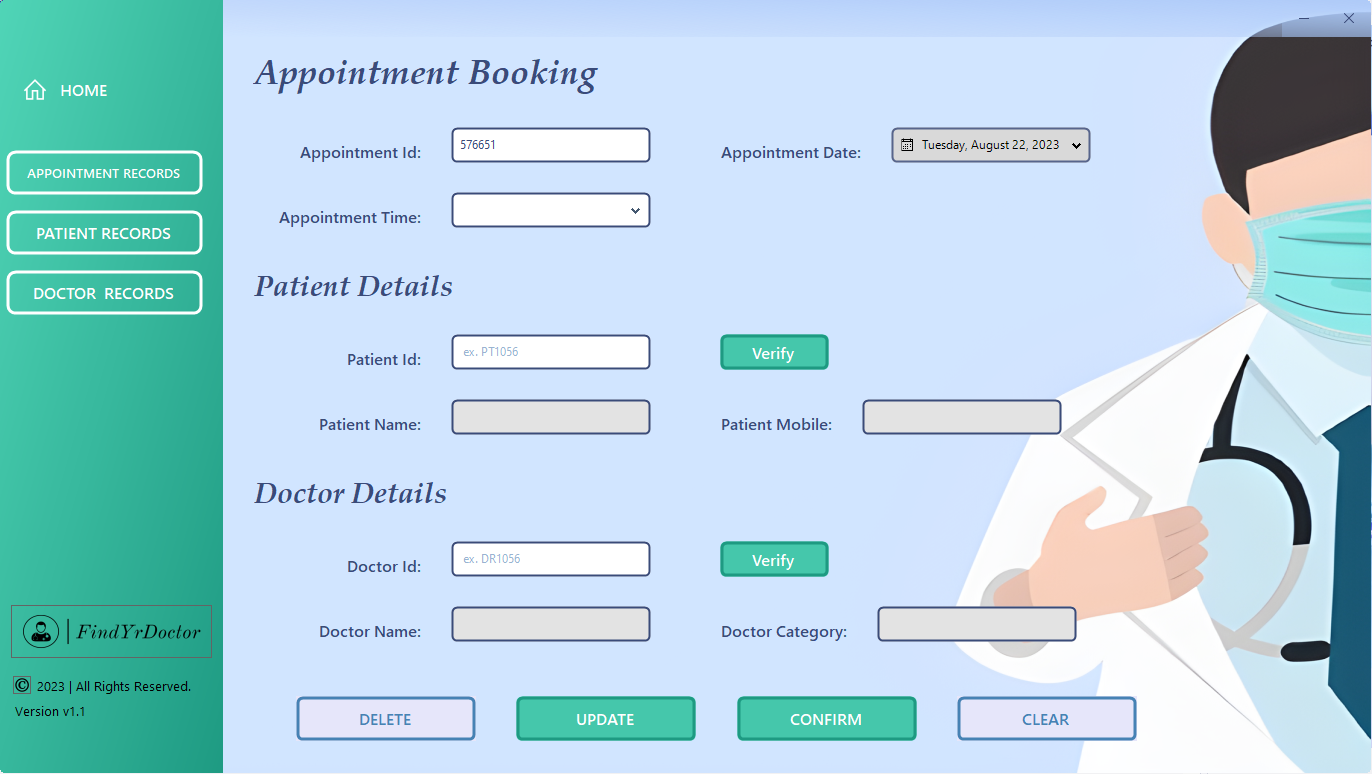 HOME
APPOINTMENT RECORDS
PATIENT RECORDS
DOCTOR RECORDS
FindYrDoctor
© 2023 | All Rights Reserved.
Version v1.1
Appointment Booking
Appointment Id: 576651
Appointment Date: Tuesday, August 22, 2023
Appointment Time:
Patient Details
Patient Id: ex. PT1056 Verify
Patient Name: Patient Mobile:
Doctor Details
Doctor Id: ex. DR1056 Verify
Doctor Name: Doctor Category:
DELETE UPDATE CONFIRM CLEAR